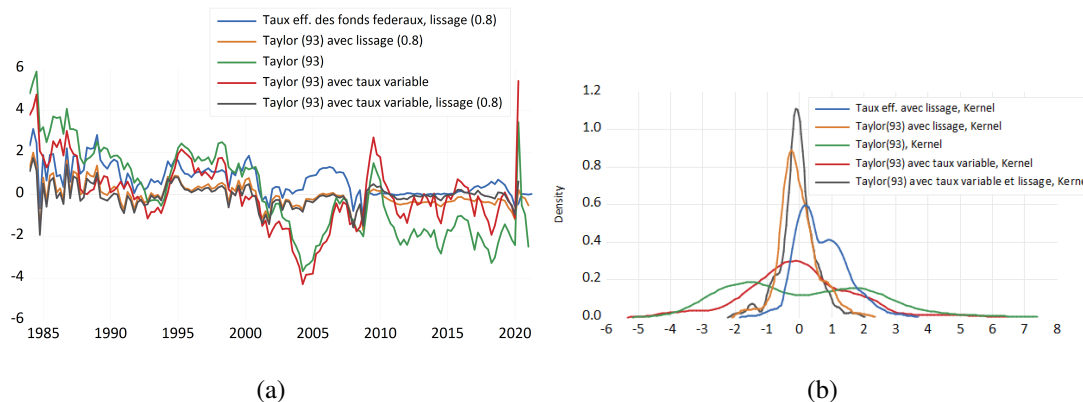 Taux eff. des fonds federaux, lissage (0.8)
Taylor (93) avec lissage (0.8)
Taylor (93)
Taylor (93) avec taux variable
Taylor (93) avec taux variable, lissage (0.8)
6
4
2
0
-2
-4
-6
1985 1990 1995 2000 2005 2010 2015 2020
(a)
Taux eff. avec lissage, Kernel
Taylor(93) avec lissage, Kernel
Taylor(93), Kernel
Taylor(93) avec taux variable, Kernel
Taylor(93) avec taux variable et lissage, Kerne
Density
1.2
1.0
0.8
0.6
0.4
0.2
0.0
-6 -5 -4 -3 -2 -1 0 1 2 3 4 5 6 7 8
(b)